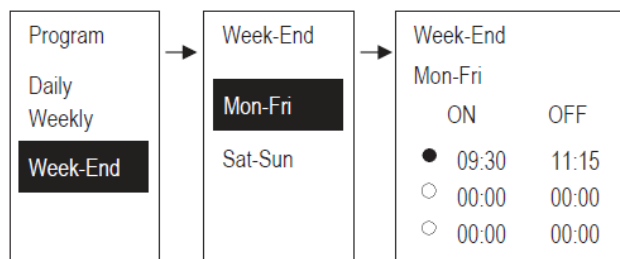 Program
Daily
Weekly
Week-End
Week-End
Mon-Fri
Sat-Sun
Week-End
Mon-Fri
ON OFF
09:30 11:15
00:00 00:00
00:00 00:00